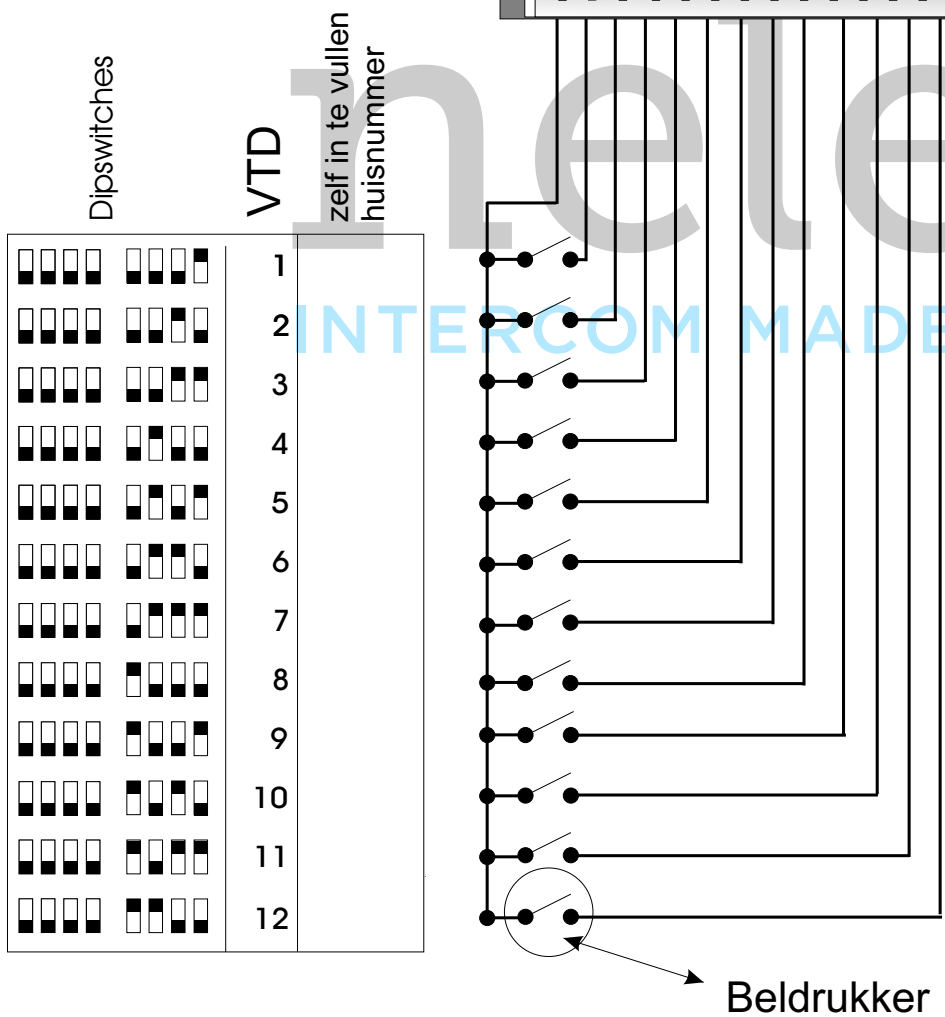 nele
INTERCOM MADE
Dipswitches
VTD
zelf in te vullen
huisnummer
1
2
3
4
5
6
7
8
9
10
11
12
Beldrukker